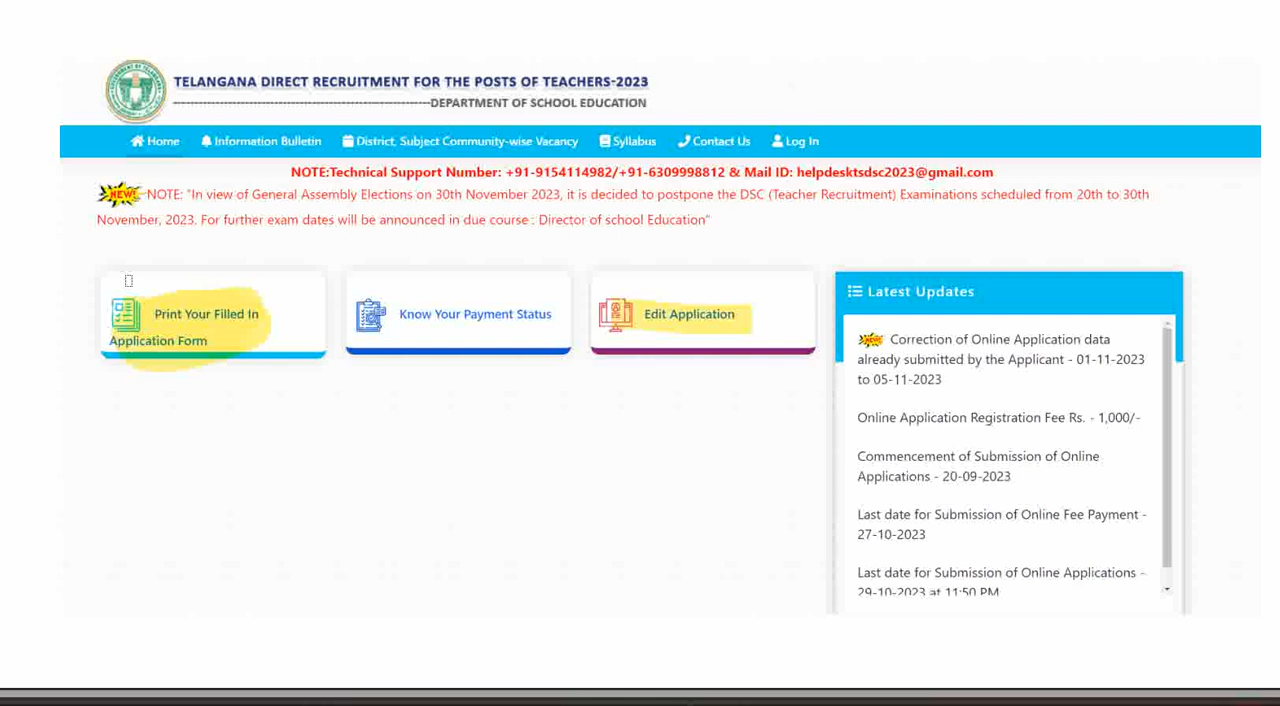 TELANGANA DIRECT RECRUITMENT FOR THE POSTS OF TEACHERS-2023
-----------------------------------------------------------DEPARTMENT OF SCHOOL EDUCATION
Home Information Bulletin District, Subject Community-wise Vacancy Syllabus Contact Us Log In
NOTE:Technical Support Number: +91-9154114982/+91-6309998812 & Mail ID: helpdesktsdsc2023@gmail.com
NEW! NOTE: "In view of General Assembly Elections on 30th November 2023, it is decided to postpone the DSC (Teacher Recruitment) Examinations scheduled from 20th to 30th
November, 2023. For further exam dates will be announced in due course : Director of school Education"
Print Your Filled In
Application Form
Know Your Payment Status
Edit Application
Latest Updates
NEW! Correction of Online Application data
already submitted by the Applicant - 01-11-2023
to 05-11-2023
Online Application Registration Fee Rs. - 1,000/-
Commencement of Submission of Online
Applications - 20-09-2023
Last date for Submission of Online Fee Payment -
27-10-2023
Last date for Submission of Online Applications -
29-10-2023 at 11:50 PM